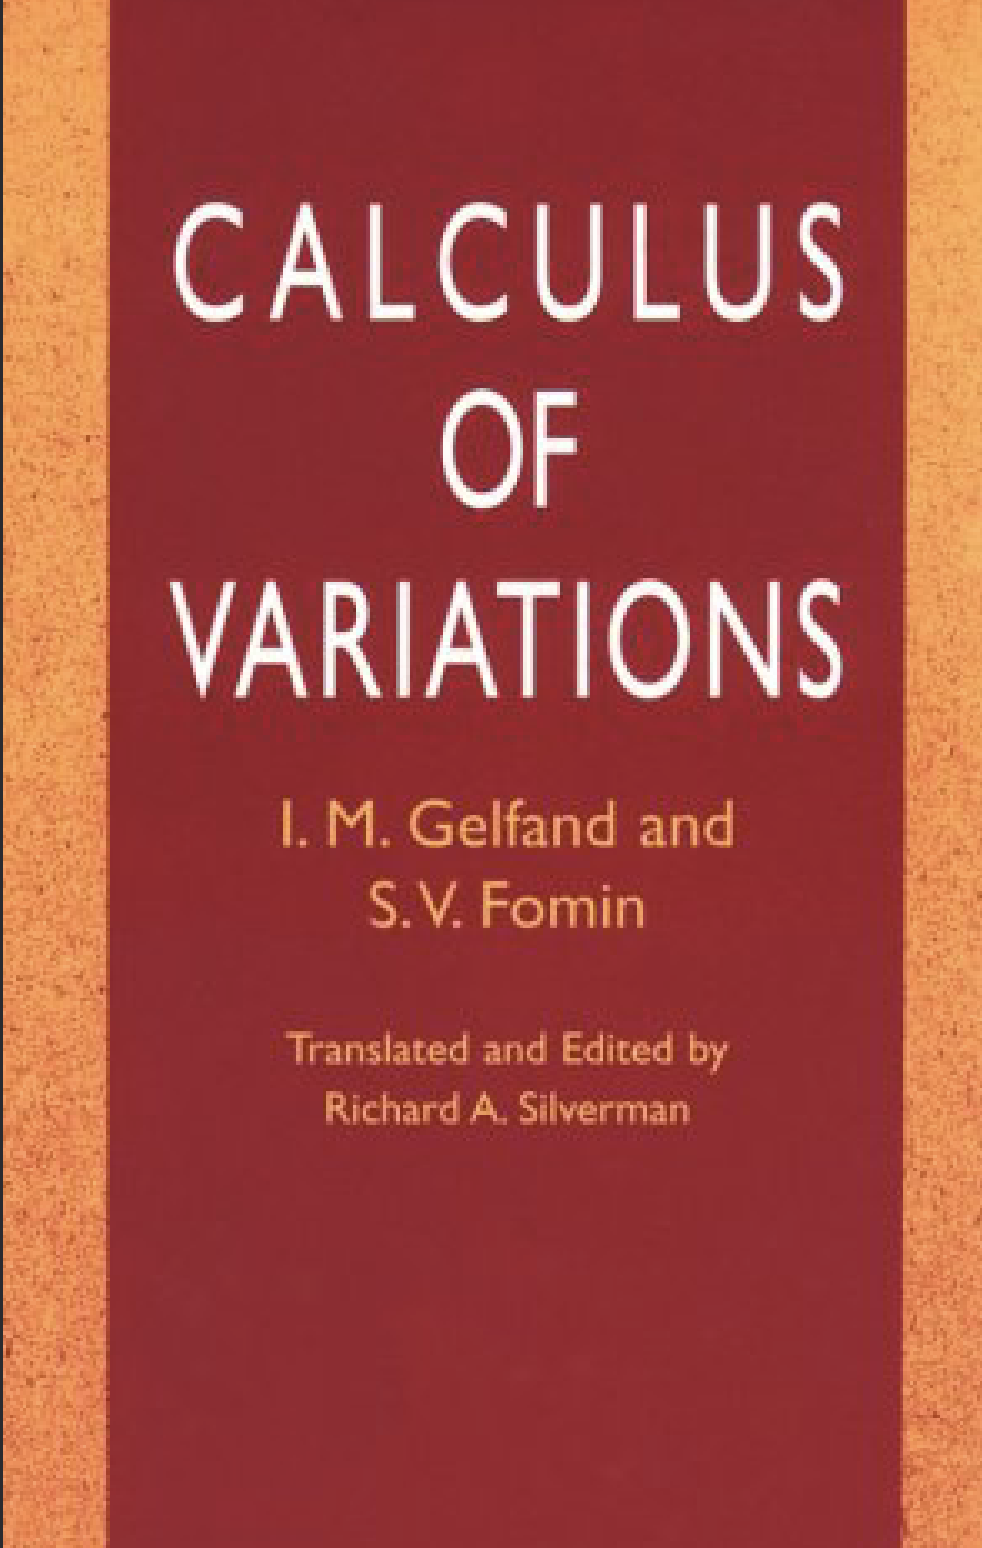 CALCULUS
OF
VARIATIONS
I. M. Gelfand and
S. V. Fomin
Translated and Edited by
Richard A. Silverman